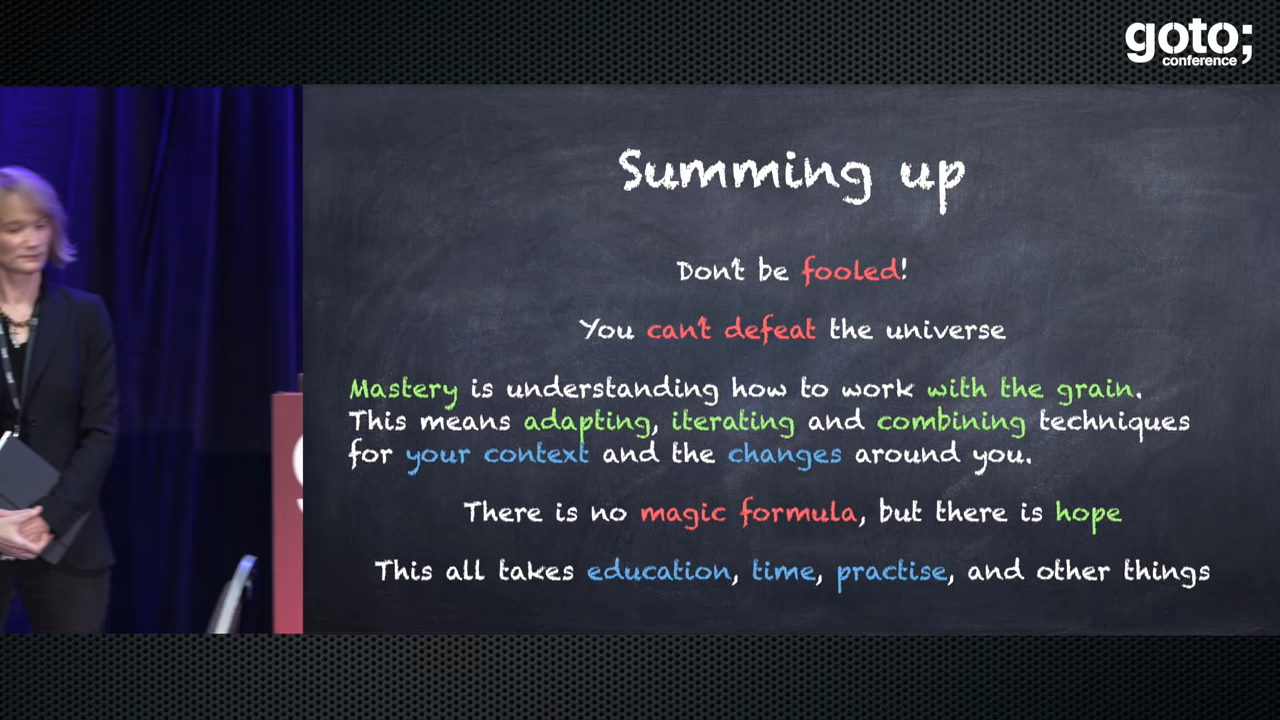 goto;
conference
Summing up
Don't be fooled!
You can't defeat the universe
Mastery is understanding how to work with the grain.
This means adapting, iterating and combining techniques
for your context and the changes around you.
There is no magic formula, but there is hope
This all takes education, time, practise, and other things